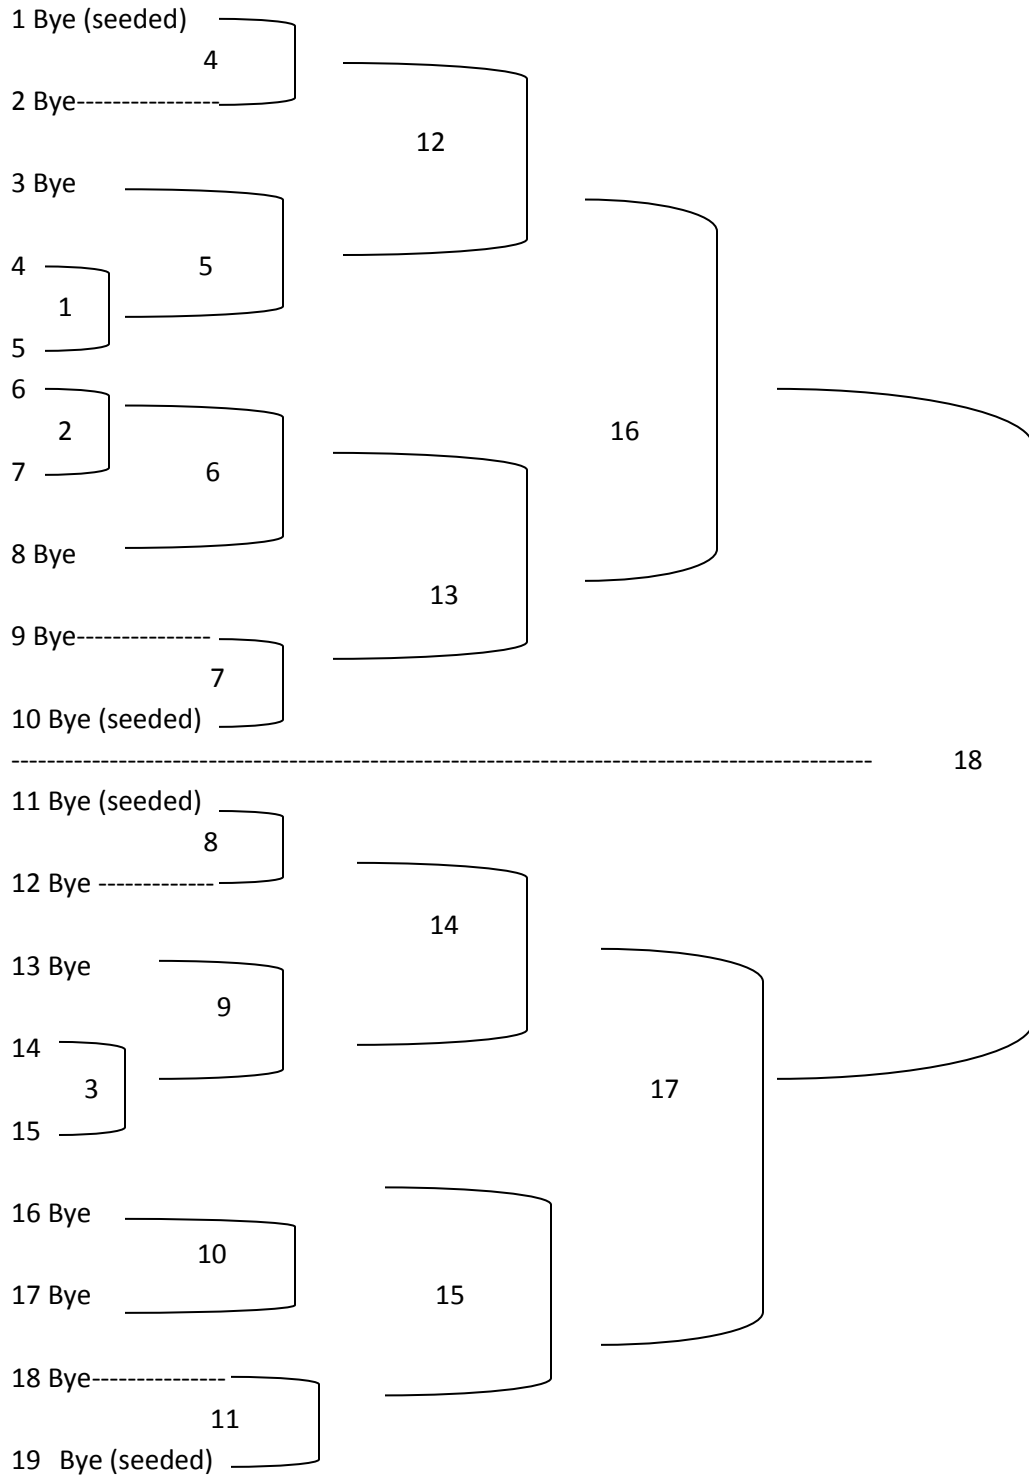 1 Bye (seeded)
4
2 Bye----------------
12
3 Bye
4
5
1
5
6
2
16
7
6
8 Bye
13
9 Bye---------------
7
10 Bye (seeded)
------------------------------------------------------------------------------------------------ 18
11 Bye (seeded)
8
12 Bye -------------
14
13 Bye
9
14
3
17
15
16 Bye
10
17 Bye
15
18 Bye---------------
11
19 Bye (seeded)